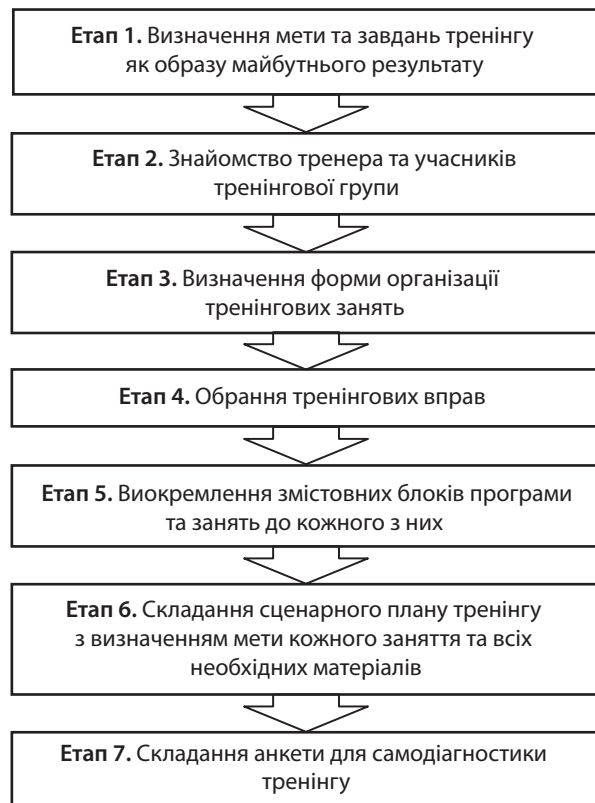 Етап 1. Визначення мети та завдань тренінгу
як образу майбутнього результату
Етап 2. Знайомство тренера та учасників
тренінгової групи
Етап 3. Визначення форми організації
тренінгових занять
Етап 4. Обрання тренінгових вправ
Етап 5. Виокремлення змістовних блоків програми
та занять до кожного з них
Етап 6. Складання сценарного плану тренінгу
з визначенням мети кожного заняття та всіх
необхідних матеріалів
Етап 7. Складання анкети для самодіагностики
тренінгу